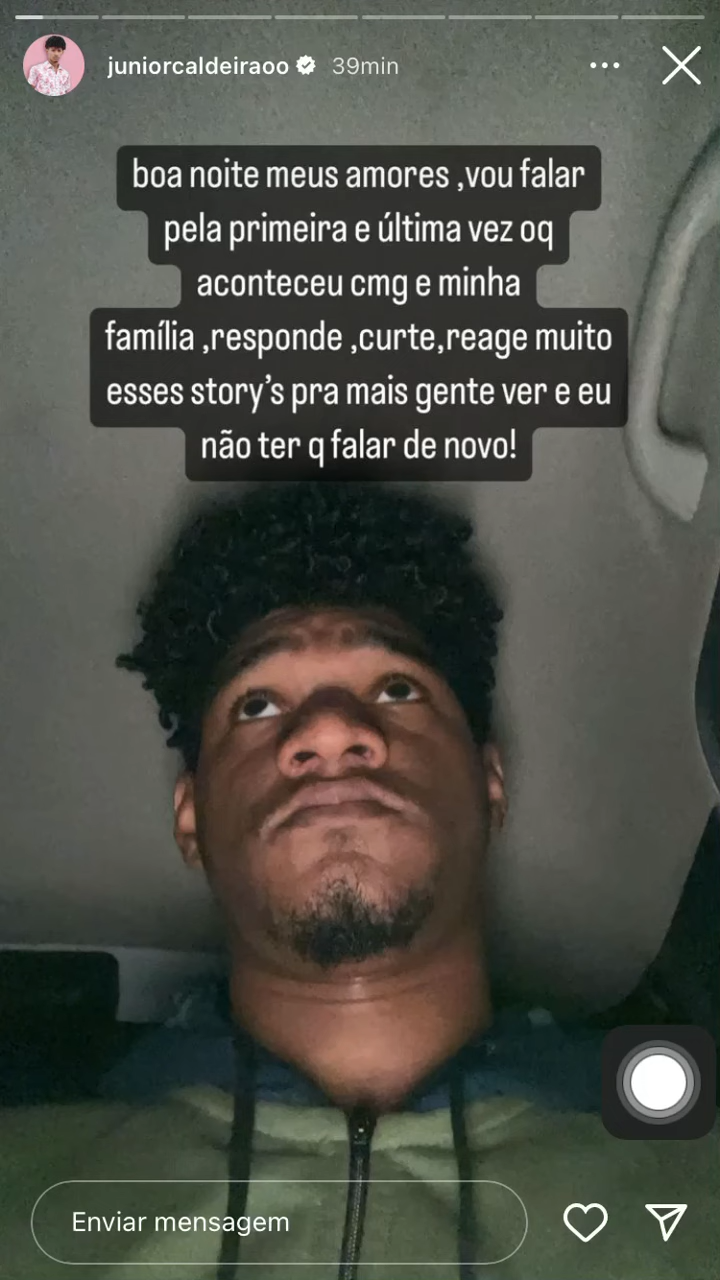 juniorcaldeiraoo 39min
boa noite meus amores ,vou falar
pela primeira e última vez oq
aconteceu cmg e minha
família ,responde ,curte,reage muito
esses story's pra mais gente ver e eu
não ter q falar de novo!
Enviar mensagem